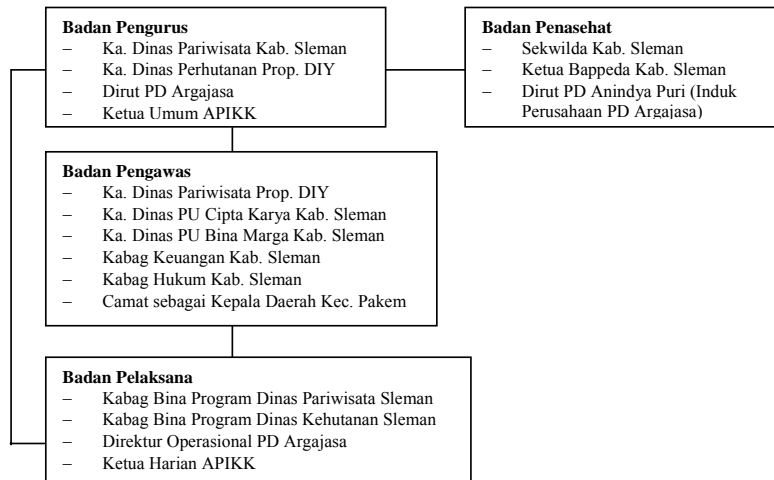 Badan Pengurus
– Ka. Dinas Pariwisata Kab. Sleman
– Ka. Dinas Perhutanan Prop. DIY
– Dirut PD Argajasa
– Ketua Umum APIKK
Badan Penasehat
– Sekwilda Kab. Sleman
– Ketua Bappeda Kab. Sleman
– Dirut PD Anindya Puri (Induk
Perusahaan PD Argajasa)
Badan Pengawas
– Ka. Dinas Pariwisata Prop. DIY
– Ka. Dinas PU Cipta Karya Kab. Sleman
– Ka. Dinas PU Bina Marga Kab. Sleman
– Kabag Keuangan Kab. Sleman
– Kabag Hukum Kab. Sleman
– Camat sebagai Kepala Daerah Kec. Pakem
Badan Pelaksana
– Kabag Bina Program Dinas Pariwisata Sleman
– Kabag Bina Program Dinas Kehutanan Sleman
– Direktur Operasional PD Argajasa
– Ketua Harian APIKK